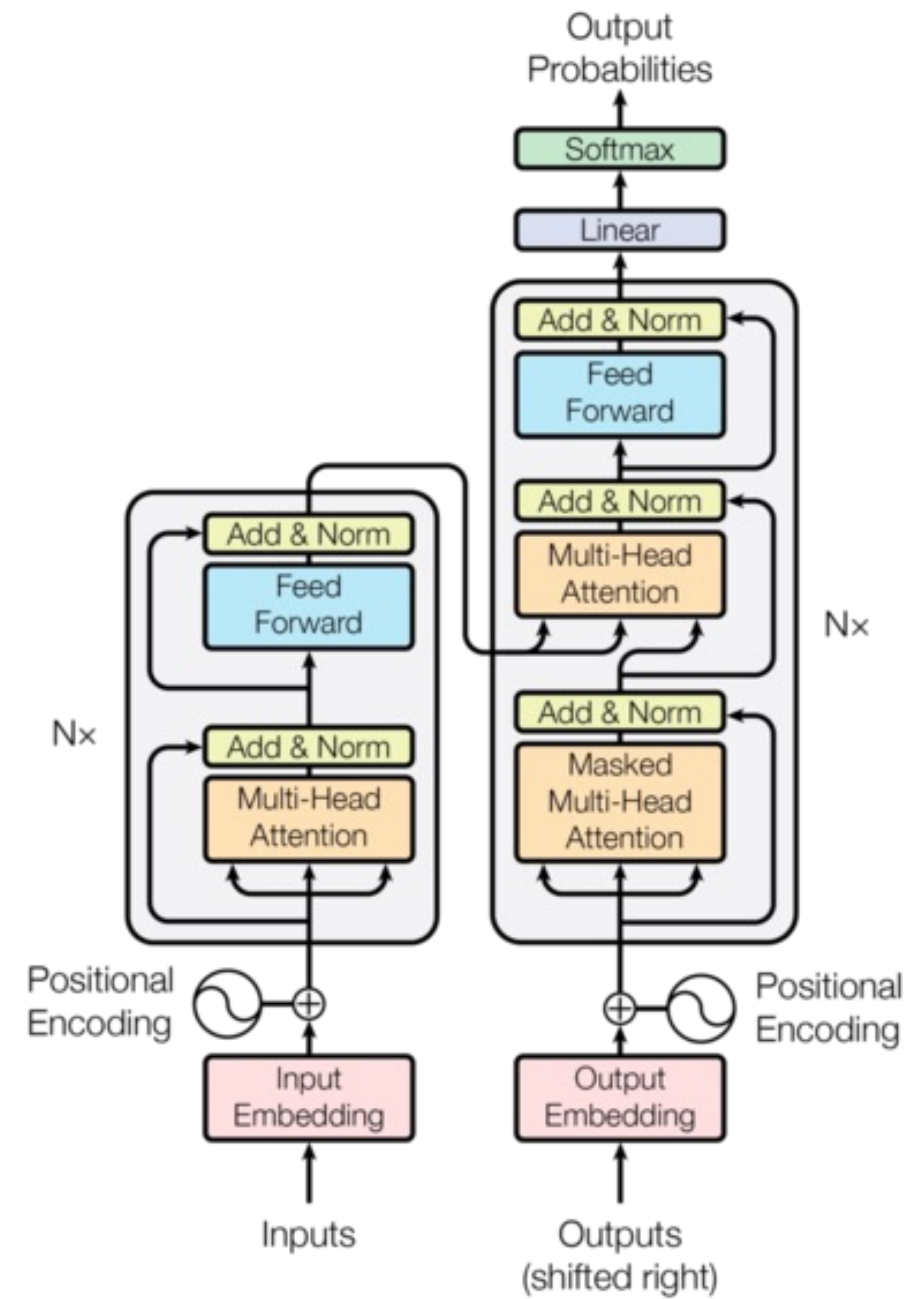 Output
Probabilities
Softmax
Linear
Add & Norm
Feed
Forward
Add & Norm
Multi-Head
Attention
Add & Norm
Masked
Multi-Head
Attention
Nx
Add & Norm
Feed
Forward
Add & Norm
Multi-Head
Attention
Nx
Positional
Encoding
Positional
Encoding
Input
Embedding
Output
Embedding
Inputs
Outputs
(shifted right)